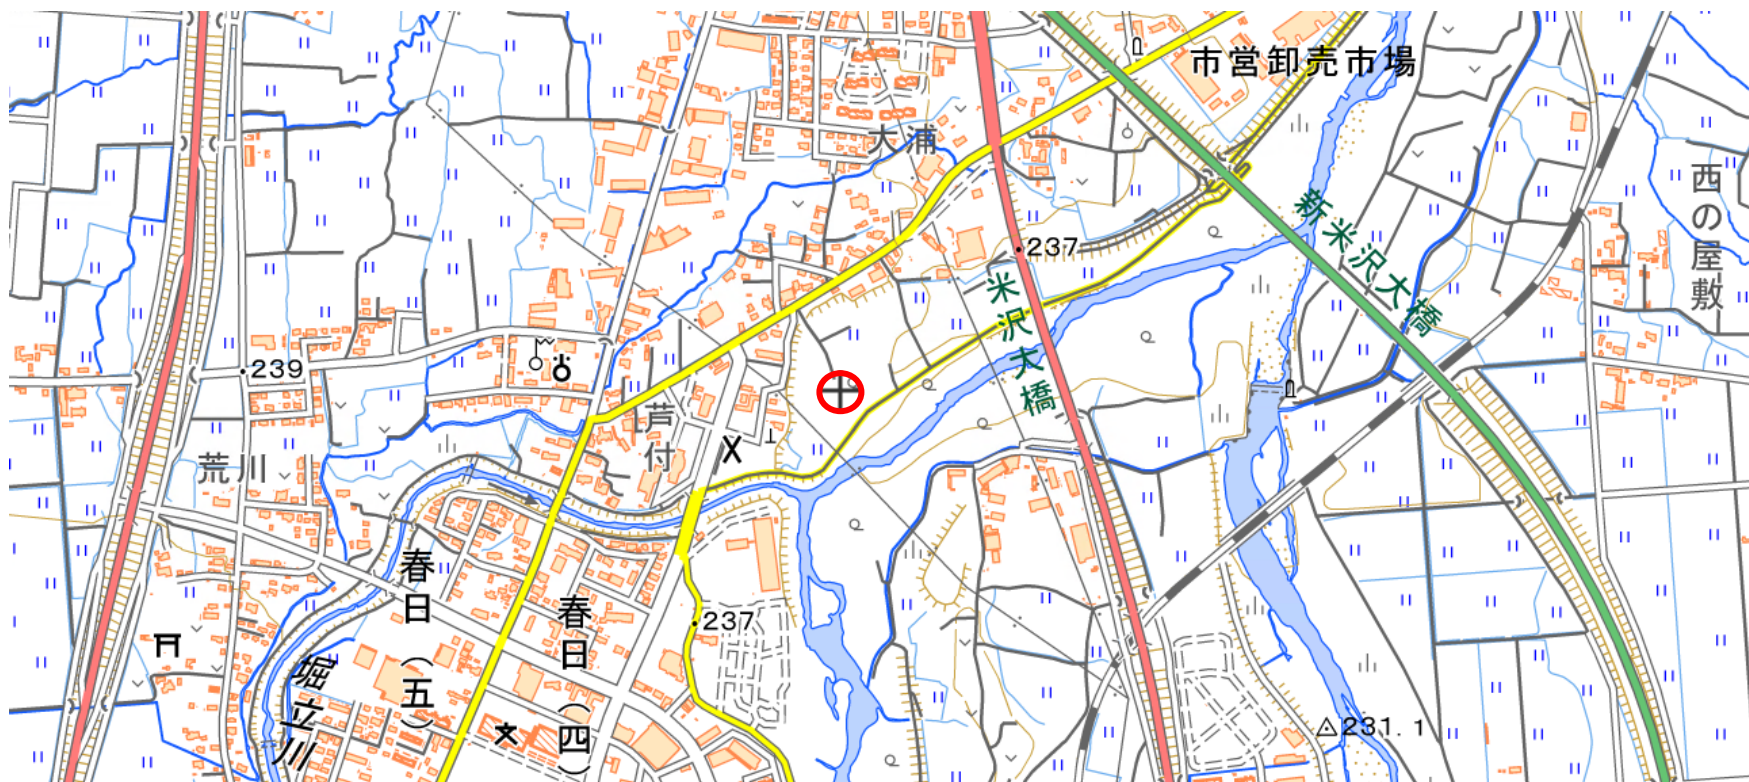 市営卸売市場
大浦
西の屋敷
新米沢大橋
237
米沢大橋
239
芦付
荒川
春日(五)
春日(四)
237
堀立川
231.1